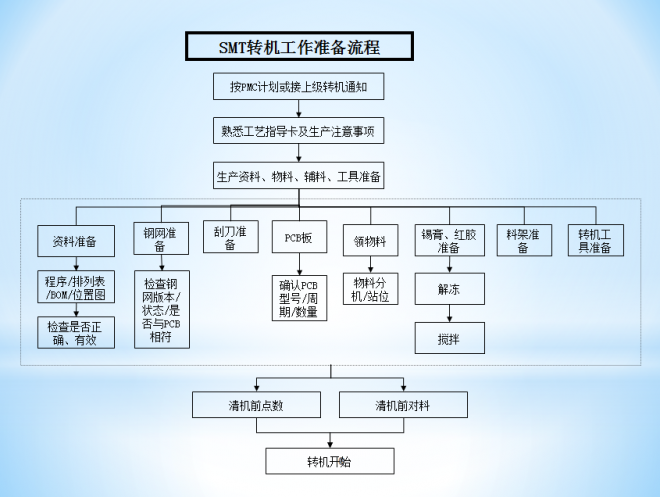 SMT转机工作准备流程
按PMC计划或接上级转机通知
熟悉工艺指导卡及生产注意事项
生产资料、物料、辅料、工具准备
资料准备
钢网准
备
刮刀准
备
PCB板
领物料
锡膏、红胶
准备
料架准
备
转机工
具准备
程序/排列表
/BOM/位置图
检查钢
网版本/
状态/是
否与PCB
相符
确认PCB
型号/周
期/数量
物料分
机/站位
解冻
检查是否正
确、有效
搅拌
清机前点数
清机前对料
转机开始